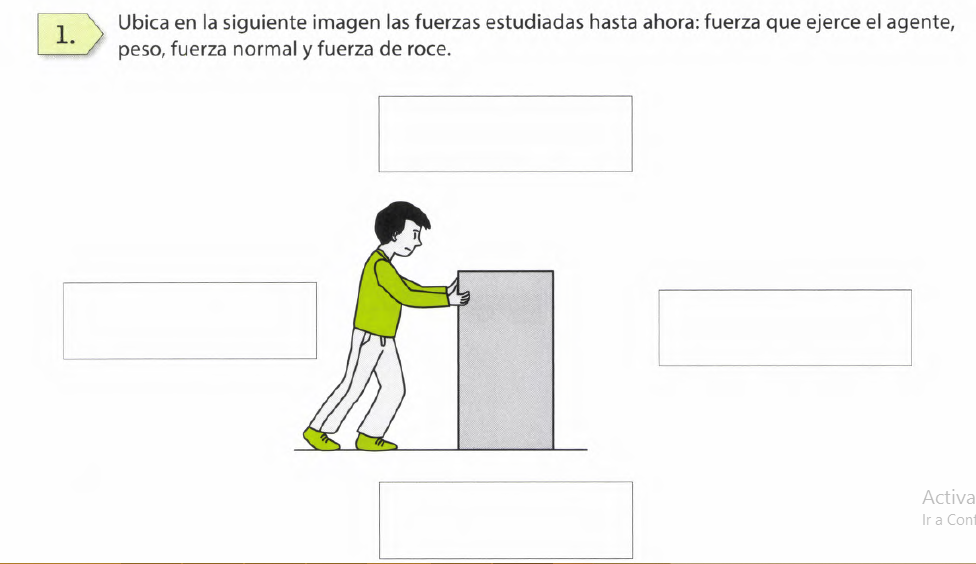 1.
Ubica en la siguiente imagen las fuerzas estudiadas hasta ahora: fuerza que ejerce el agente,
peso, fuerza normal y fuerza de roce.
Activa
Ir a Conf